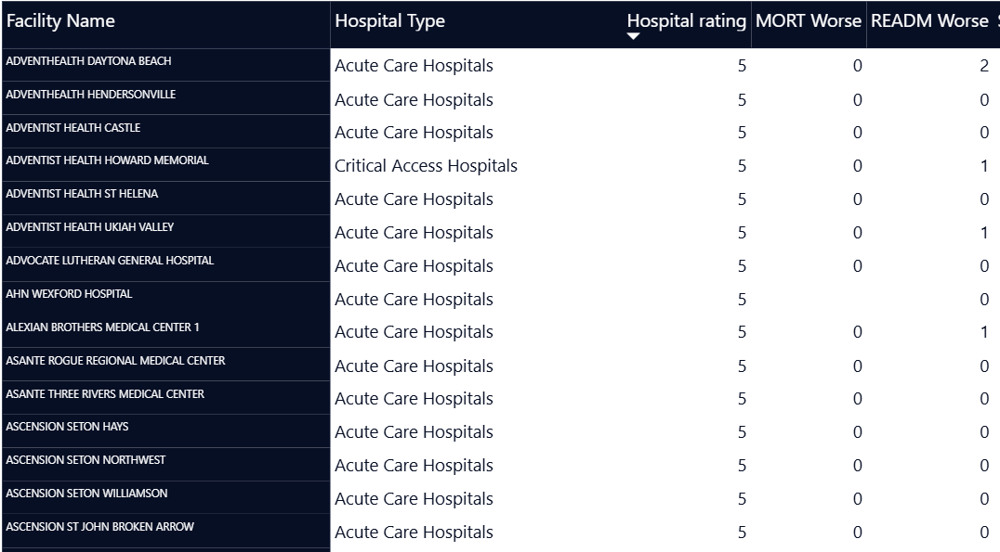 Facility Name Hospital Type Hospital rating MORT Worse READM Worse
ADVENTHEALTH DAYTONA BEACH Acute Care Hospitals 5 0 2
ADVENTHEALTH HENDERSONVILLE Acute Care Hospitals 5 0 0
ADVENTIST HEALTH CASTLE Acute Care Hospitals 5 0 0
ADVENTIST HEALTH HOWARD MEMORIAL Critical Access Hospitals 5 0 1
ADVENTIST HEALTH ST HELENA Acute Care Hospitals 5 0 0
ADVENTIST HEALTH UKIAH VALLEY Acute Care Hospitals 5 0 1
ADVOCATE LUTHERAN GENERAL HOSPITAL Acute Care Hospitals 5 0 0
AHN WEXFORD HOSPITAL Acute Care Hospitals 5 0
ALEXIAN BROTHERS MEDICAL CENTER 1 Acute Care Hospitals 5 0 1
ASANTE ROGUE REGIONAL MEDICAL CENTER Acute Care Hospitals 5 0 0
ASANTE THREE RIVERS MEDICAL CENTER Acute Care Hospitals 5 0 0
ASCENSION SETON HAYS Acute Care Hospitals 5 0 0
ASCENSION SETON NORTHWEST Acute Care Hospitals 5 0 0
ASCENSION SETON WILLIAMSON Acute Care Hospitals 5 0 0
ASCENSION ST JOHN BROKEN ARROW Acute Care Hospitals 5 0 0